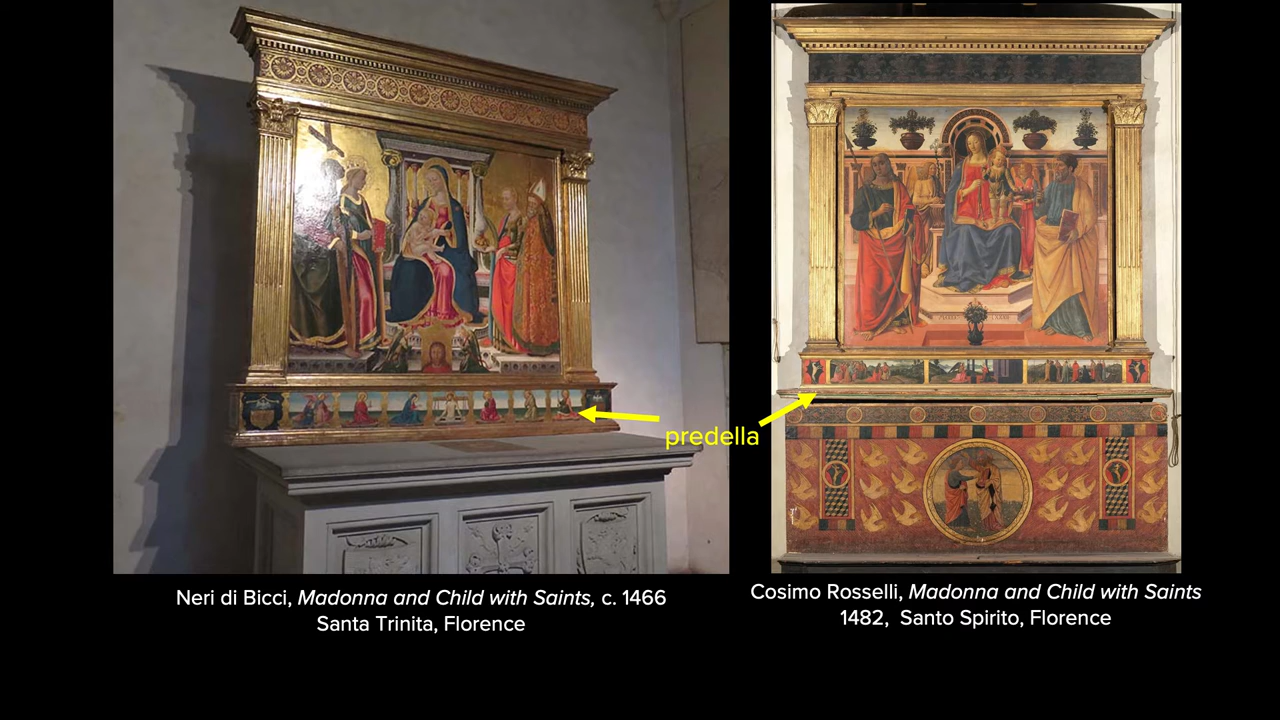 predella
Neri di Bicci, Madonna and Child with Saints, c. 1466
Santa Trinita, Florence
Cosimo Rosselli, Madonna and Child with Saints
1482, Santo Spirito, Florence